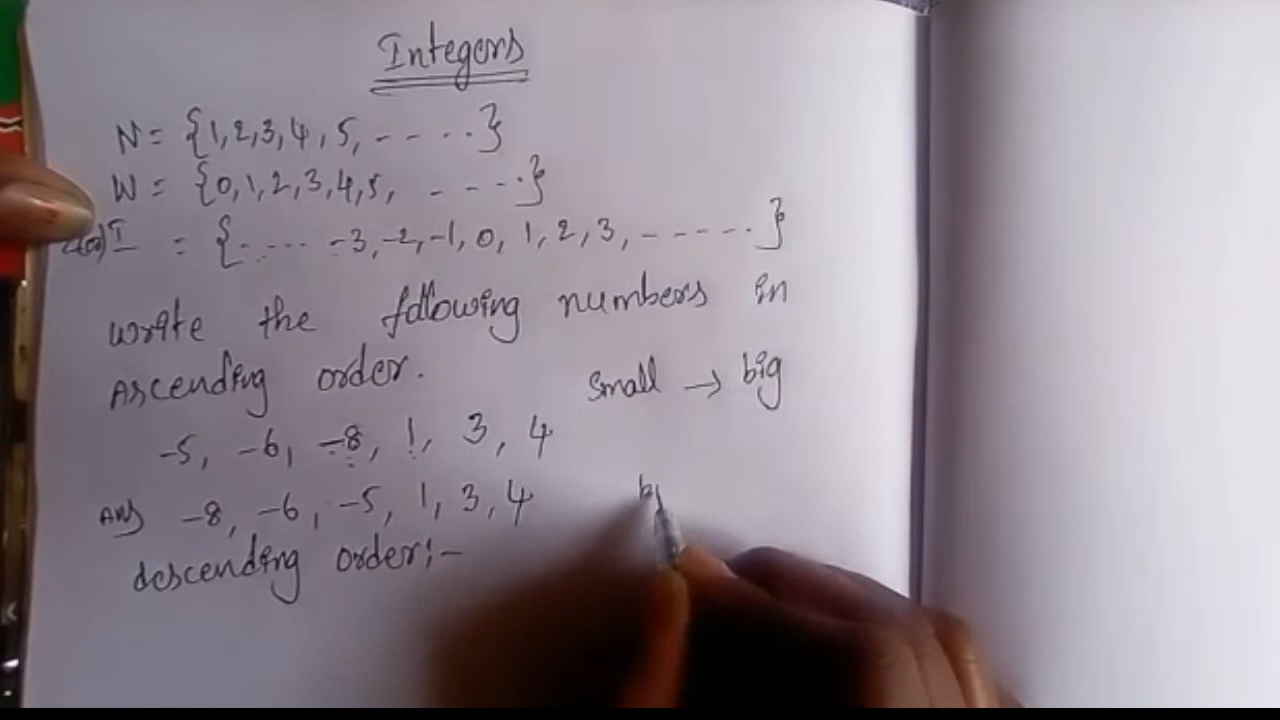 Integers
N = {1,2,3,4,5, - - - . . }
W = {0,1,2,3,4,5, - - - . . }
I = {. . . . . . -3,-2,-1,0,1,2,3, - - - - - . . }
write the following numbers in
Ascending order.
small → big
-5, -6, -8, 1, 3, 4
Ans -8, -6, -5, 1, 3, 4
descending order:-